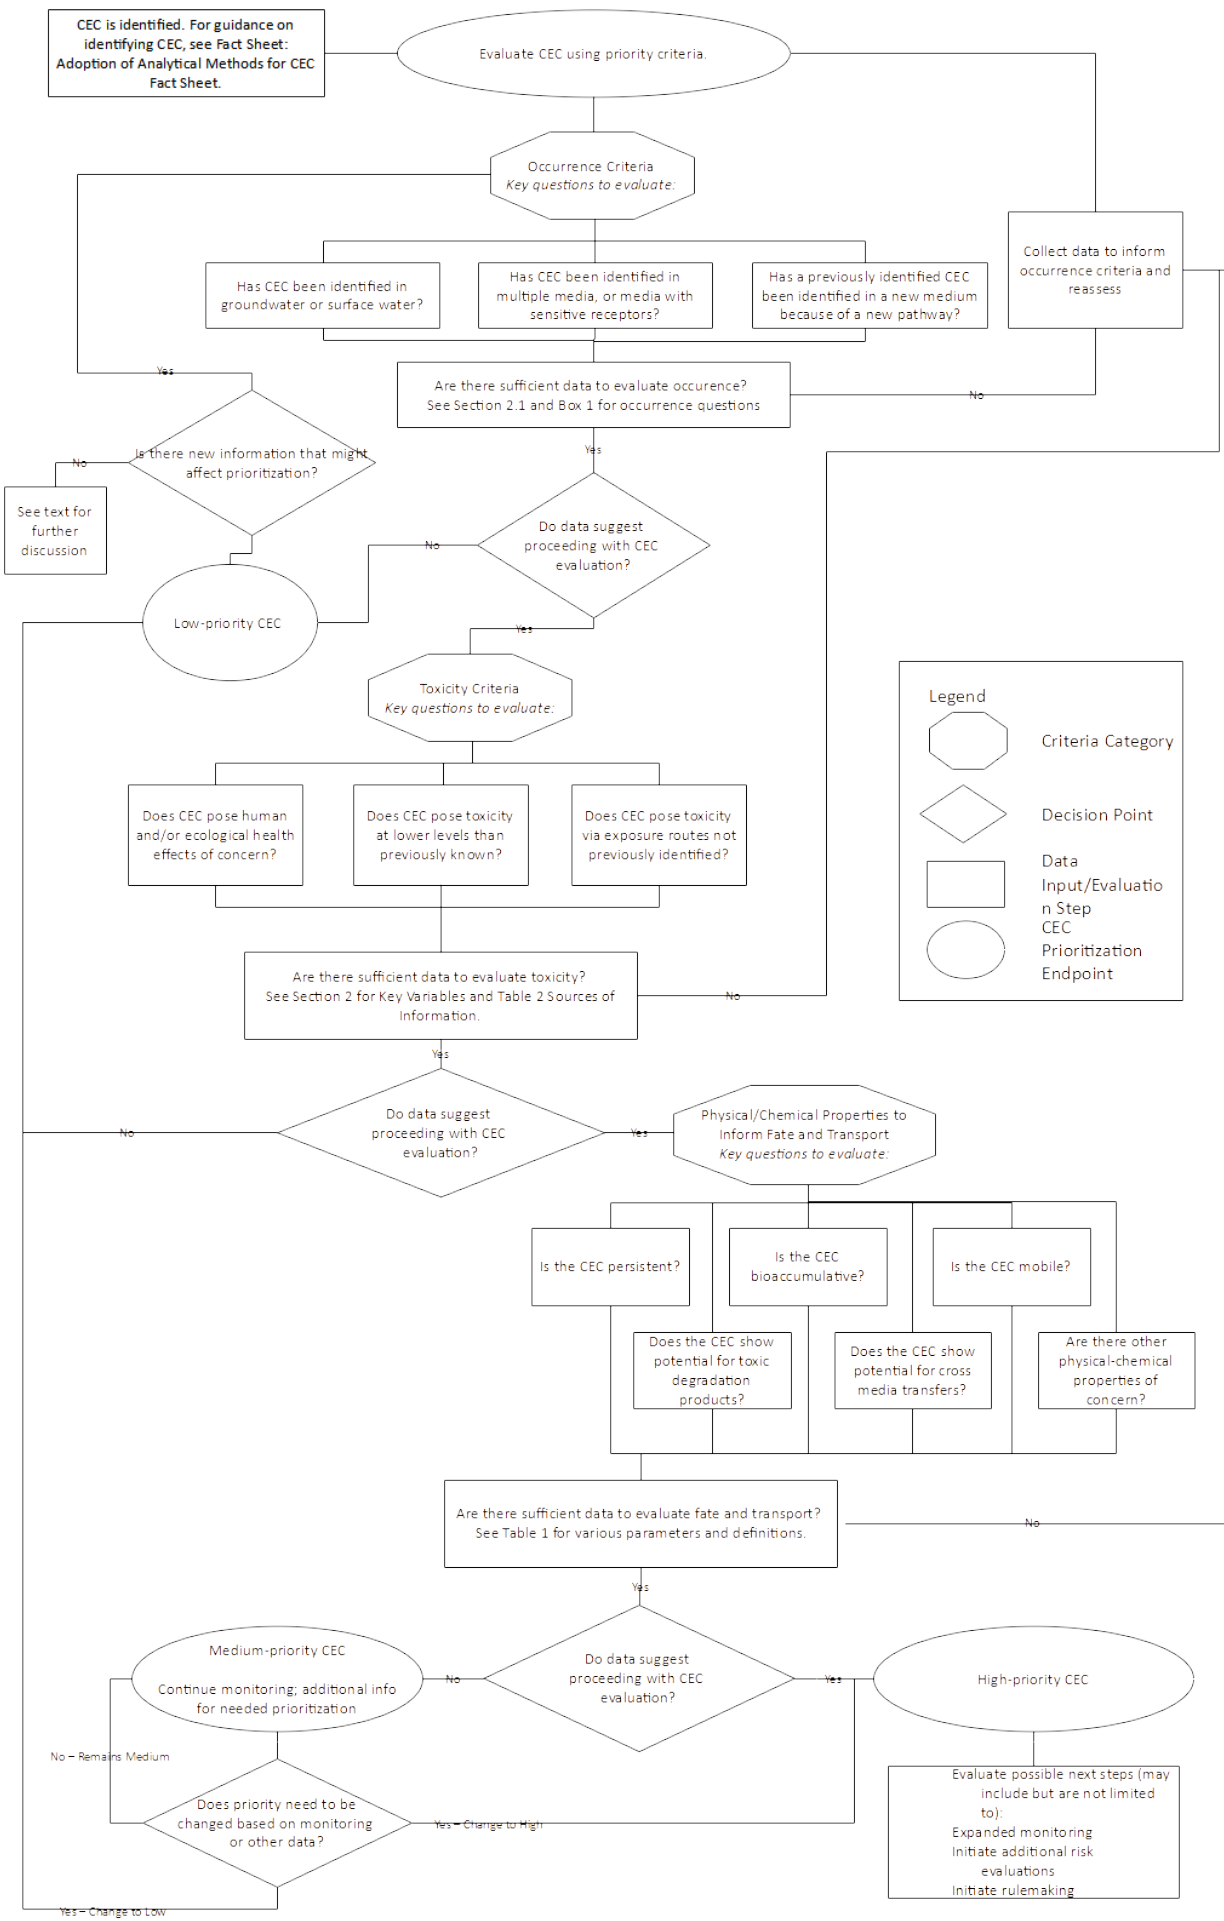 CEC is identified. For guidance on
identifying CEC, see Fact Sheet:
Adoption of Analytical Methods for CEC
Fact Sheet.
Evaluate CEC using priority criteria.
Occurrence Criteria
Key questions to evaluate:
Has CEC been identified in
groundwater or surface water?
Has CEC been identified in
multiple media, or media with
sensitive receptors?
Has a previously identified CEC
been identified in a new medium
because of a new pathway?
Collect data to inform
occurrence criteria and
reassess
Yes
Are there sufficient data to evaluate occurence?
See Section 2.1 and Box 1 for occurrence questions
No
Yes
Is there new information that might
affect prioritization?
No
See text for
further
discussion
Do data suggest
proceeding with CEC
evaluation?
No
Low-priority CEC
Yes
Toxicity Criteria
Key questions to evaluate:
Does CEC pose human
and/or ecological health
effects of concern?
Does CEC pose toxicity
at lower levels than
previously known?
Does CEC pose toxicity
via exposure routes not
previously identified?
Legend
Criteria Category
Decision Point
Data
Input/Evaluatio
n Step
CEC
Prioritization
Endpoint
Are there sufficient data to evaluate toxicity?
See Section 2 for Key Variables and Table 2 Sources of
Information.
No
Yes
Do data suggest
proceeding with CEC
evaluation?
No
Yes
Physical/Chemical Properties to
Inform Fate and Transport
Key questions to evaluate:
Is the CEC persistent?
Is the CEC
bioaccumulative?
Is the CEC mobile?
Does the CEC show
potential for toxic
degradation
products?
Does the CEC show
potential for cross
media transfers?
Are there other
physical-chemical
properties of
concern?
Are there sufficient data to evaluate fate and transport?
See Table 1 for various parameters and definitions.
No
Yes
Do data suggest
proceeding with CEC
evaluation?
No
Yes
Medium-priority CEC
Continue monitoring; additional info
for needed prioritization
High-priority CEC
No – Remains Medium
Does priority need to be
changed based on monitoring
or other data?
Yes – Change to High
Yes – Change to Low
Evaluate possible next steps (may
include but are not limited
to):
Expanded monitoring
Initiate additional risk
evaluations
Initiate rulemaking